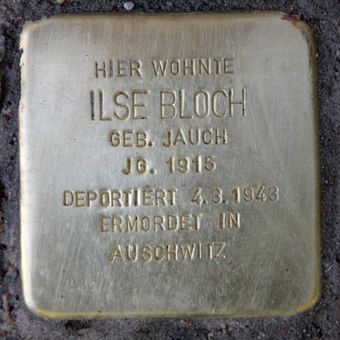 HIER WOHNTE
ILSE BLOCH
GEB. JAUCH
JG. 1915
DEPORTIERT 4.3.1943
ERMORDET IN
AUSCHWITZ